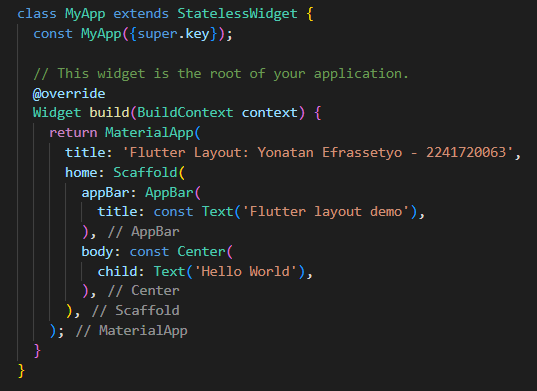 class MyApp extends StatelessWidget {
  const MyApp({super.key});

  // This widget is the root of your application.
  @override
  Widget build(BuildContext context) {
    return MaterialApp(
      title: 'Flutter Layout: Yonatan Efrassetyo - 2241720063',
      home: Scaffold(
        appBar: AppBar(
          title: const Text('Flutter layout demo'),
        ), // AppBar
        body: const Center(
          child: Text('Hello World'),
        ), // Center
      ), // Scaffold
    ); // MaterialApp
  }
}